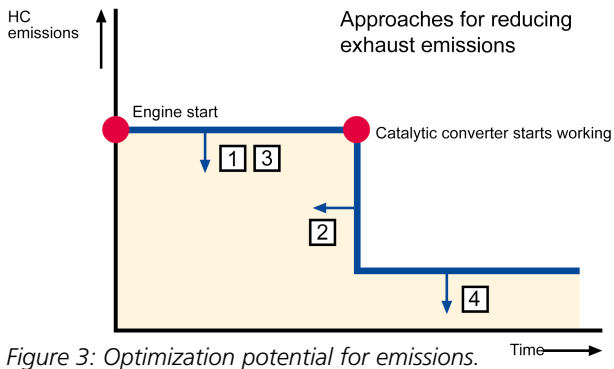 HC
emissions
Approaches for reducing
exhaust emissions
Engine start
Catalytic converter starts working
1 3
2
4
Time
Figure 3: Optimization potential for emissions.